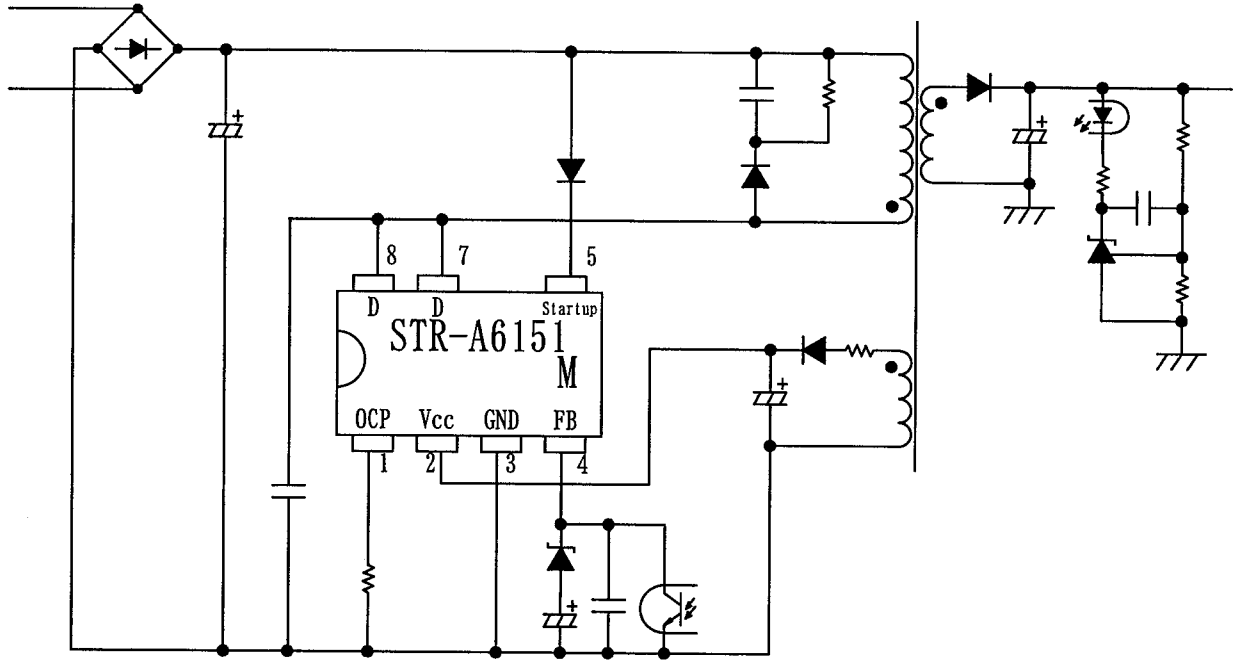 +
+
8
7
5
D
D
Startup
STR-A6151
M
+
OCP
Vcc
GND
FB
1
2
3
4
+